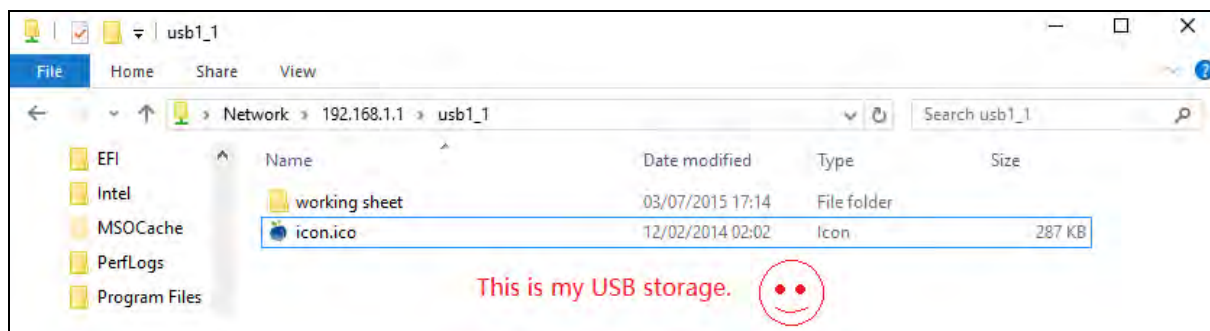 usb1_1
File Home Share View
Network > 192.168.1.1 > usb1_1 Search usb1_1
EFI Name Date modified Type Size
Intel working sheet 03/07/2015 17:14 File folder
MSOCache icon.ico 12/02/2014 02:02 Icon 287 KB
PerfLogs
Program Files This is my USB storage.